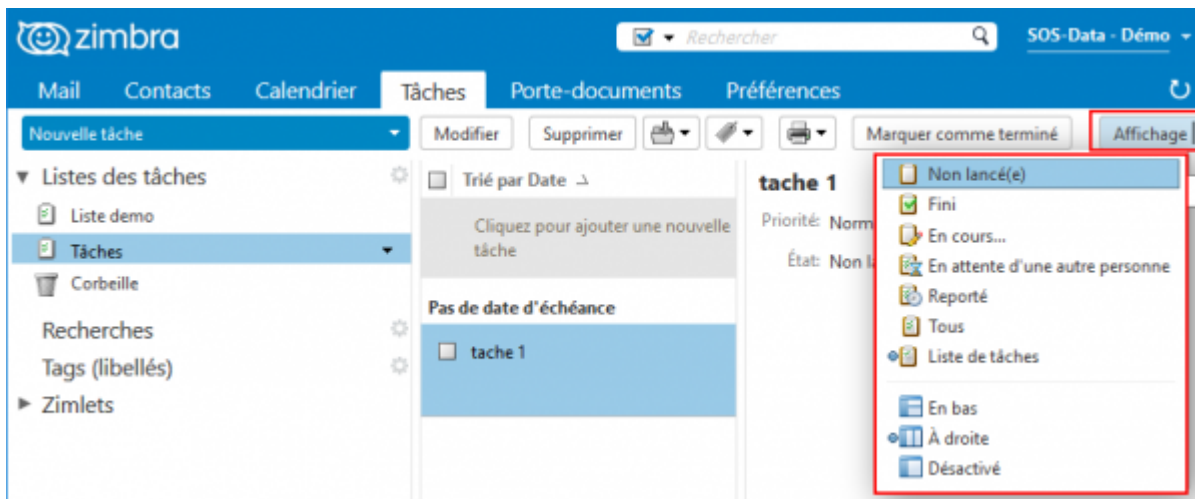 zimbra
Rechercher
SOS-Data - Démo
Mail Contacts Calendrier Tâches Porte-documents Préférences
Nouvelle tâche
Modifier Supprimer Marquer comme terminé Affichage
Listes des tâches
Liste demo
Tâches
Corbeille
Recherches
Tags (libellés)
Zimlets
Trié par Date
Cliquez pour ajouter une nouvelle
tâche
Pas de date d'échéance
tache 1
tache 1
Priorité: Norm
État: Non la
Non lancé(e)
Fini
En cours...
En attente d'une autre personne
Reporté
Tous
Liste de tâches
En bas
À droite
Désactivé